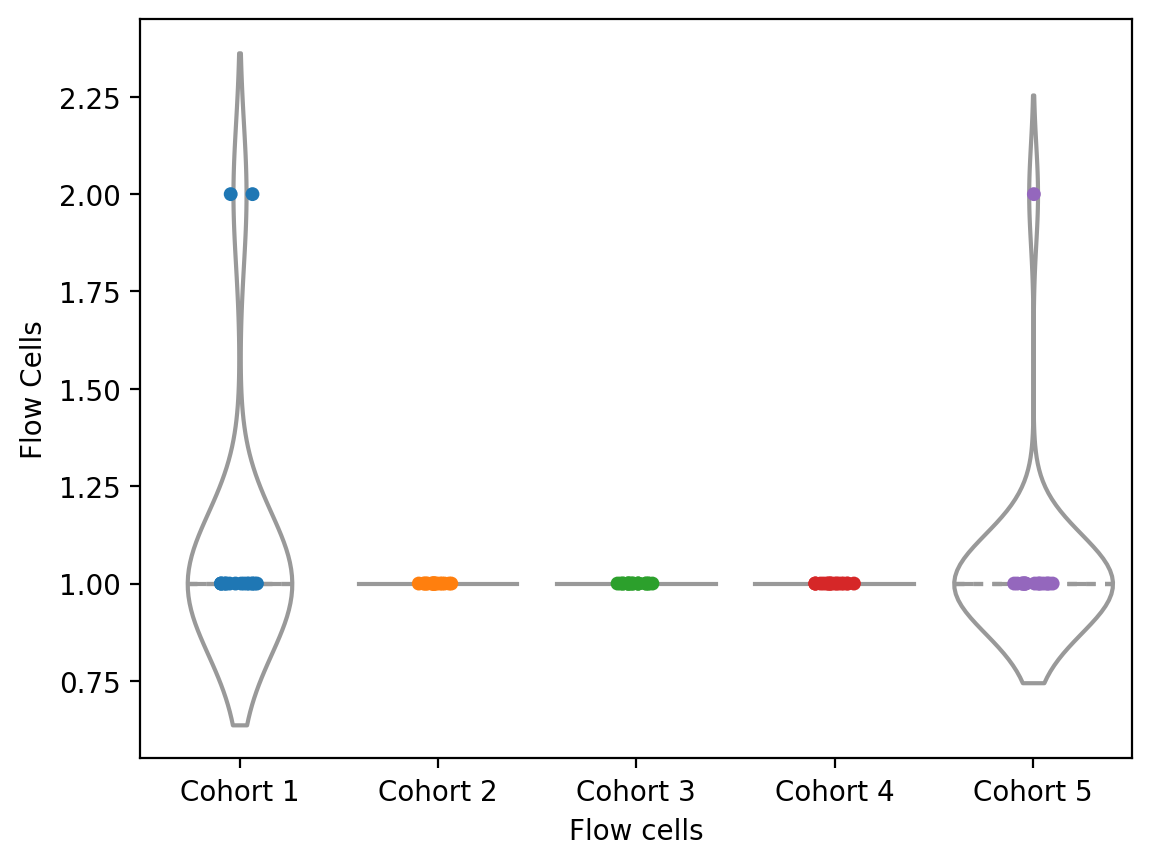 2.25
2.00
1.75
1.50
1.25
1.00
0.75
Flow Cells
Cohort 1
Cohort 2
Cohort 3
Cohort 4
Cohort 5
Flow cells